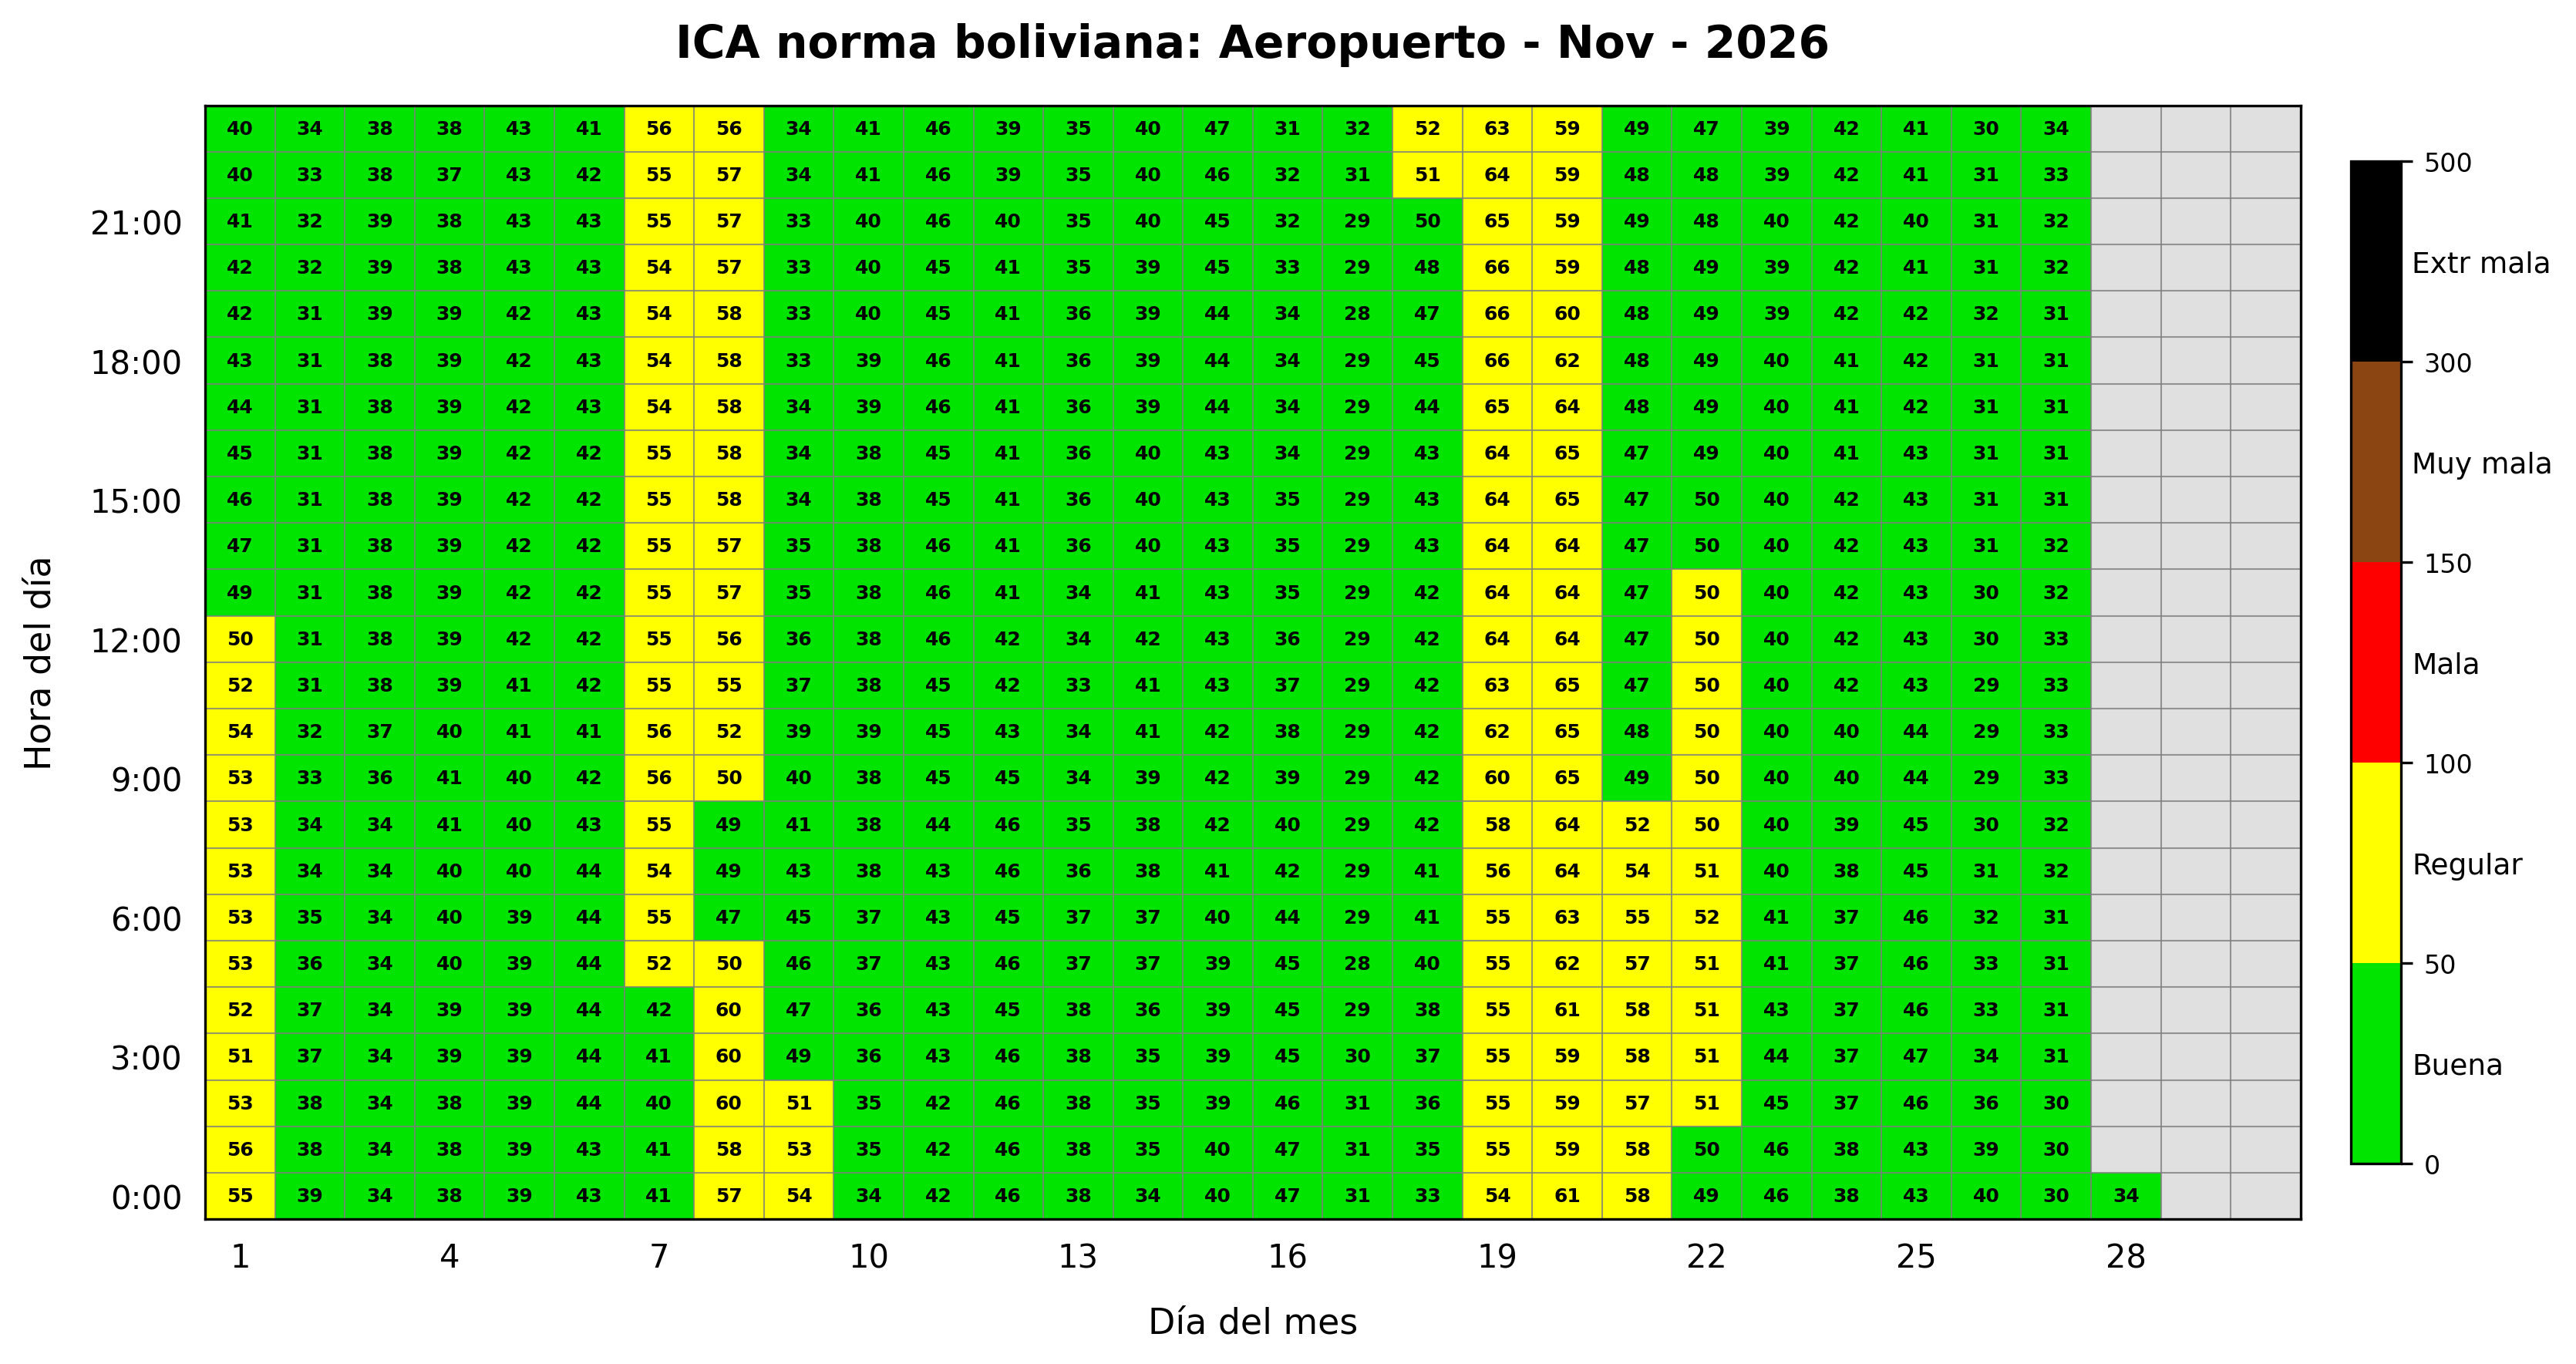 ICA norma boliviana: Aeropuerto - Nov - 2026
40 34 38 38 43 41 56 56 34 41 46 39 35 40 47 31 32 52 63 59 49 47 39 42 41 30 34
40 33 38 37 43 42 55 57 34 41 46 39 35 40 46 32 31 51 64 59 48 48 39 42 41 31 33
21:00 41 32 39 38 43 43 55 57 33 40 46 40 35 40 45 32 29 50 65 59 49 48 40 42 40 31 32
42 32 39 38 43 43 54 57 33 40 45 41 35 39 45 33 29 48 66 59 48 49 39 42 41 31 32
42 31 39 39 42 43 54 58 33 40 45 41 36 39 44 34 28 47 66 60 48 49 39 42 42 32 31
18:00 43 31 38 39 42 43 54 58 33 39 46 41 36 39 44 34 29 45 66 62 48 49 40 41 42 31 31
44 31 38 39 42 43 54 58 34 39 46 41 36 39 44 34 29 44 65 64 48 49 40 41 42 31 31
45 31 38 39 42 42 55 58 34 38 45 41 36 40 43 34 29 43 64 65 47 49 40 41 43 31 31
15:00 46 31 38 39 42 42 55 58 34 38 45 41 36 40 43 35 29 43 64 65 47 50 40 42 43 31 31
47 31 38 39 42 42 55 57 35 38 46 41 36 40 43 35 29 43 64 64 47 50 40 42 43 31 32
49 31 38 39 42 42 55 57 35 38 46 41 34 41 43 35 29 42 64 64 47 50 40 42 43 30 32
12:00 50 31 38 39 42 42 55 56 36 38 46 42 34 42 43 36 29 42 64 64 47 50 40 42 43 30 33
52 31 38 39 41 42 55 55 37 38 45 42 33 41 43 37 29 42 63 65 47 50 40 42 43 29 33
54 32 37 40 41 41 56 52 39 39 45 43 34 41 42 38 29 42 62 65 48 50 40 40 44 29 33
9:00 53 33 36 41 40 42 56 50 40 38 45 45 34 39 42 39 29 42 60 65 49 50 40 40 44 29 33
53 34 34 41 40 43 55 49 41 38 44 46 35 38 42 40 29 42 58 64 52 50 40 39 45 30 32
53 34 34 40 40 44 54 49 43 38 43 46 36 38 41 42 29 41 56 64 54 51 40 38 45 31 32
6:00 53 35 34 40 39 44 55 47 45 37 43 45 37 37 40 44 29 41 55 63 55 52 41 37 46 32 31
53 36 34 40 39 44 52 50 46 37 43 46 37 37 39 45 28 40 55 62 57 51 41 37 46 33 31
52 37 34 39 39 44 42 60 47 36 43 45 38 36 39 45 29 38 55 61 58 51 43 37 46 33 31
3:00 51 37 34 39 39 44 41 60 49 36 43 46 38 35 39 45 30 37 55 59 58 51 44 37 47 34 31
53 38 34 38 39 44 40 60 51 35 42 46 38 35 39 46 31 36 55 59 57 51 45 37 46 36 30
56 38 34 38 39 43 41 58 53 35 42 46 38 35 40 47 31 35 55 59 58 50 46 38 43 39 30
0:00 55 39 34 38 39 43 41 57 54 34 42 46 38 34 40 47 31 33 54 61 58 49 46 38 43 40 30 34
1 4 7 10 13 16 19 22 25 28
Día del mes
Hora del día
500
Extr mala
300
Muy mala
150
Mala
100
Regular
50
Buena
0